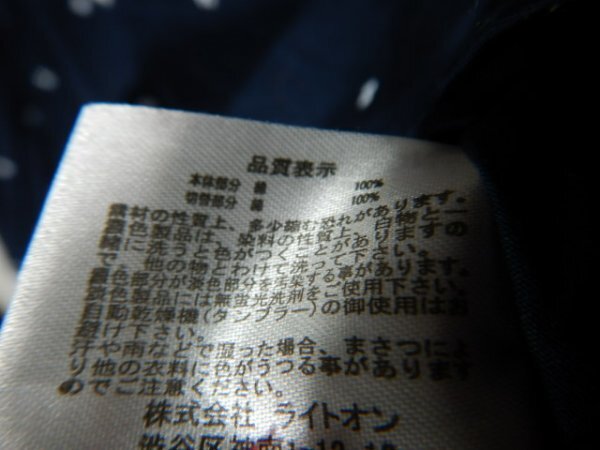 品質表示
本体部分 綿 100%
切替部分 綿 100%
素材の性質上、多少縮む恐れがあります。
濃色製品は、染料の性質上、白物と一
緒に洗うと色がつくことがありますの
で、他の物とわけて洗って下さい。
濃色部分が淡色部分を汚染する事があります。
淡色製品には無蛍光洗剤をご使用下さい。
自動乾燥機（タンブラー）の御使用はお
避け下さい。
汗や雨などで湿った場合、まさつによ
り他の衣料に色がうつる事があります
のでご注意ください。
株式会社 ライトオン
渋谷区神南1-12-18